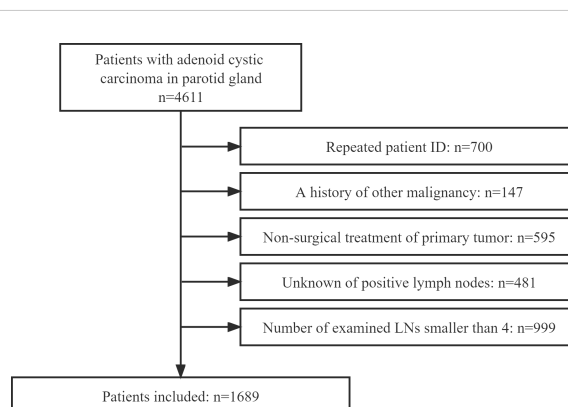 Patients with adenoid cystic
carcinoma in parotid gland
n=4611
Repeated patient ID: n=700
A history of other malignancy: n=147
Non-surgical treatment of primary tumor: n=595
Unknown of positive lymph nodes: n=481
Number of examined LNs smaller than 4: n=999
Patients included: n=1689